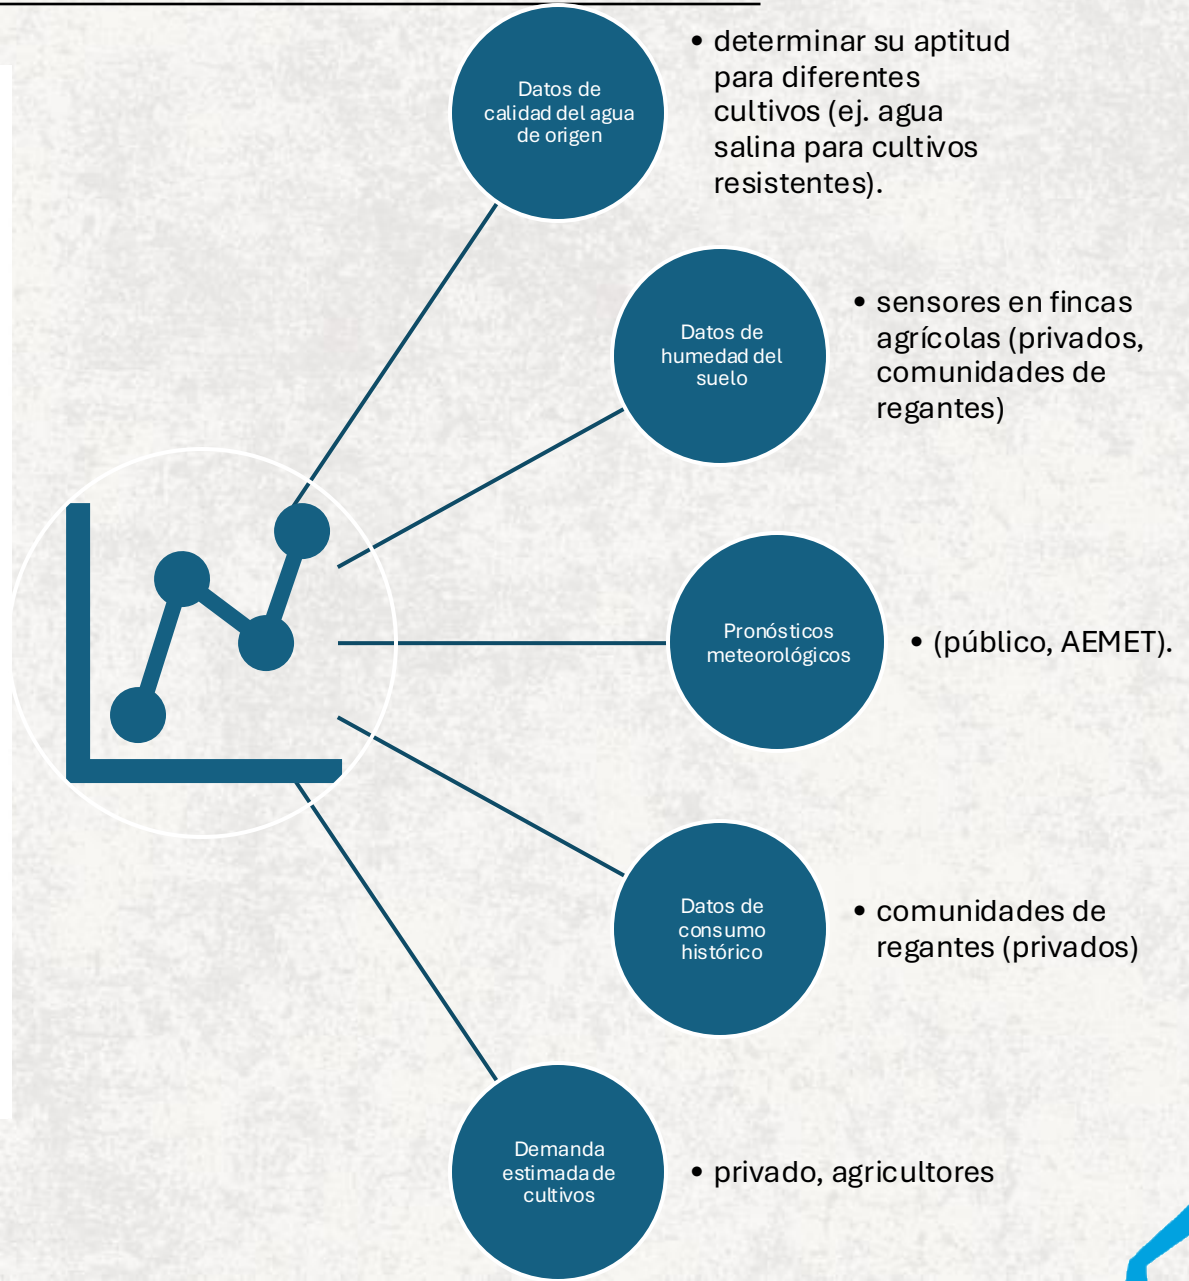 Datos de
calidad del agua
de origen
• determinar su aptitud
para diferentes
cultivos (ej. agua
salina para cultivos
resistentes).
Datos de
humedad del
suelo
• sensores en fincas
agrícolas (privados,
comunidades de
regantes)
Pronósticos
meteorológicos
• (público, AEMET).
Datos de
consumo
histórico
• comunidades de
regantes (privados)
Demanda
estimada de
cultivos
• privado, agricultores